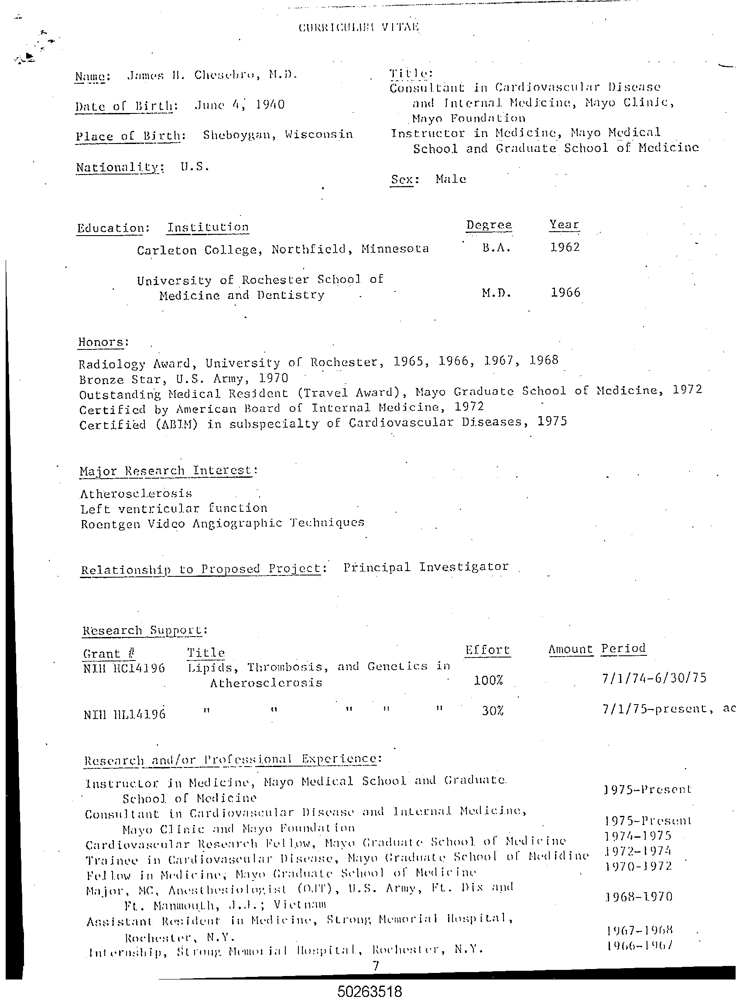 CURRICULUM VITAE
Name: James H. Chesebro, M.D.
Title:
Consultant in Cardiovascular Disease
and Internal Medicine, Mayo Clinic,
Mayo Foundation
Date of Birth: June 4, 1940
Place of Birth: Sheboygan, Wisconsin
Instructor in Medicine, Mayo Medical
School and Graduate School of Medicine
Nationality: U.S.
Sex: Male
Education: Institution Degree Year
Carleton College, Northfield, Minnesota B.A. 1962
University of Rochester School of
Medicine and Dentistry M.D. 1966
Honors:
Radiology Award, University of Rochester, 1965, 1966, 1967, 1968
Bronze Star, U.S. Army, 1970
Outstanding Medical Resident (Travel Award), Mayo Graduate School of Medicine, 1972
Certified by American Board of Internal Medicine, 1972
Certified (ABIM) in subspecialty of Cardiovascular Diseases, 1975
Major Research Interest:
Atherosclerosis
Left ventricular function
Roentgen Video Angiographic Techniques
Relationship to Proposed Project: Principal Investigator
Research Support:
Grant # Title Effort Amount Period
NIH HC14196 Lipids, Thrombosis, and Genetics in
Atherosclerosis 100% 7/1/74-6/30/75
NIH HL14196 " " " " " 30% 7/1/75-present, ac
Research and/or Professional Experience:
Instructor in Medicine, Mayo Medical School and Graduate
School of Medicine 1975-Present
Consultant in Cardiovascular Disease and Internal Medicine,
Mayo Clinic and Mayo Foundation 1975-Present
Cardiovascular Research Fellow, Mayo Graduate School of Medicine 1974-1975
Trainee in Cardiovascular Disease, Mayo Graduate School of Medidine 1972-1974
Fellow in Medicine, Mayo Graduate School of Medicine 1970-1972
Major, MC, Anesthesiologist (OJT), U.S. Army, Ft. Dix and
Ft. Manmouth, J.J.; Vietnam 1968-1970
Assistant Resident in Medicine, Strong Memorial Hospital,
Rochester, N.Y. 1967-1968
Internship, Strong Memorial Hospital, Rochester, N.Y. 1966-1967
7
50263518